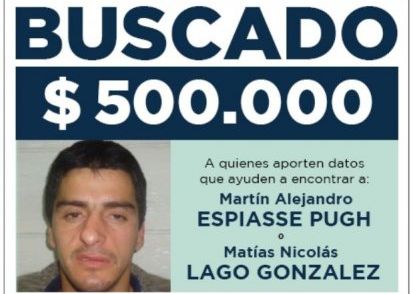 BUSCADO
$ 500.000
A quienes aporten datos
que ayuden a encontrar a:
Martín Alejandro
ESPIASSE PUGH
o
Matías Nicolás
LAGO GONZALEZ